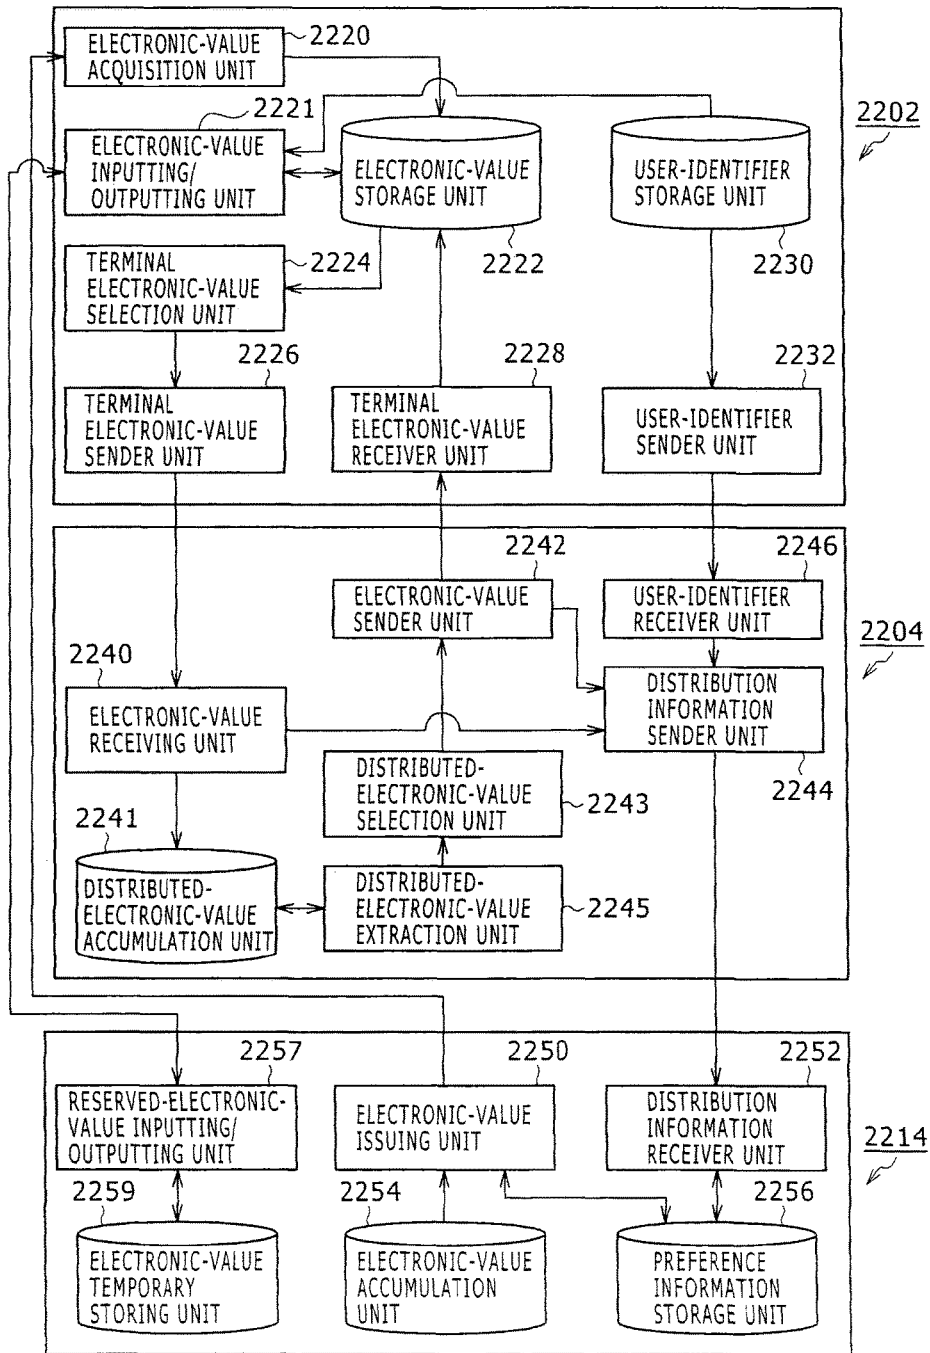 ELECTRONIC-VALUE
ACQUISITION UNIT
2220
2221
2202
ELECTRONIC-VALUE
INPUTTING/
OUTPUTTING UNIT
ELECTRONIC-VALUE
STORAGE UNIT
USER-IDENTIFIER
STORAGE UNIT
2222
2230
TERMINAL
ELECTRONIC-VALUE
SELECTION UNIT
2224
2226
2228
2232
TERMINAL
ELECTRONIC-VALUE
SENDER UNIT
TERMINAL
ELECTRONIC-VALUE
RECEIVER UNIT
USER-IDENTIFIER
SENDER UNIT
2242
2246
ELECTRONIC-VALUE
SENDER UNIT
USER-IDENTIFIER
RECEIVER UNIT
2204
2240
ELECTRONIC-VALUE
RECEIVING UNIT
DISTRIBUTION
INFORMATION
SENDER UNIT
2244
DISTRIBUTED-
ELECTRONIC-VALUE
SELECTION UNIT
2243
2241
DISTRIBUTED-
ELECTRONIC-VALUE
ACCUMULATION UNIT
DISTRIBUTED-
ELECTRONIC-VALUE
EXTRACTION UNIT
2245
2257
2250
2252
RESERVED-ELECTRONIC-
VALUE INPUTTING/
OUTPUTTING UNIT
ELECTRONIC-VALUE
ISSUING UNIT
DISTRIBUTION
INFORMATION
RECEIVER UNIT
2214
2259
2254
2256
ELECTRONIC-VALUE
TEMPORARY
STORING UNIT
ELECTRONIC-VALUE
ACCUMULATION
UNIT
PREFERENCE
INFORMATION
STORAGE UNIT